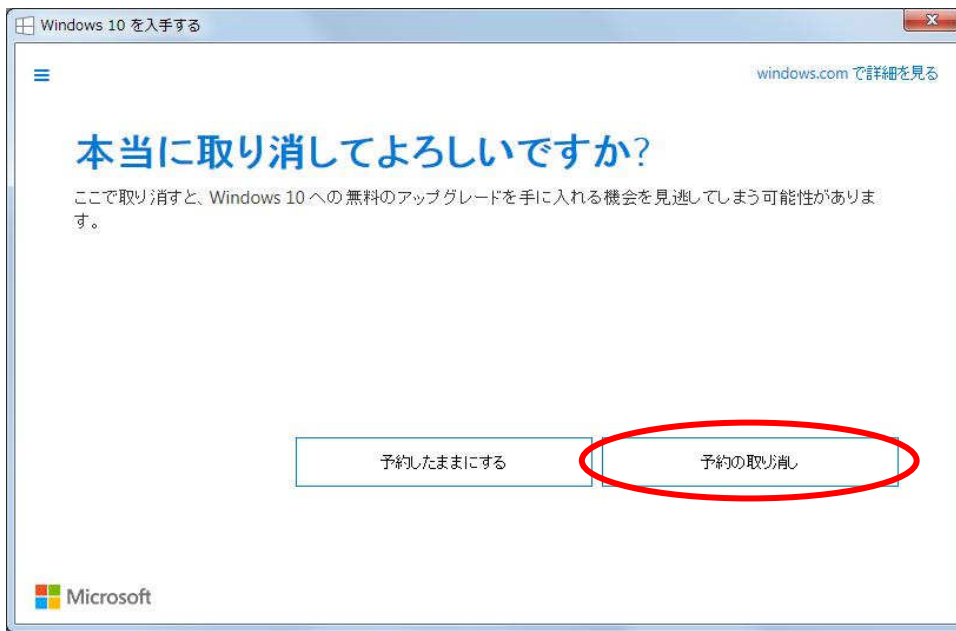 Windows 10 を入手する
windows.com で詳細を見る
本当に取り消してよろしいですか?
ここで取り消すと、Windows 10 への無料のアップグレードを手に入れる機会を見逃してしまう可能性がありま
す。
予約したままにする
予約の取り消し
Microsoft